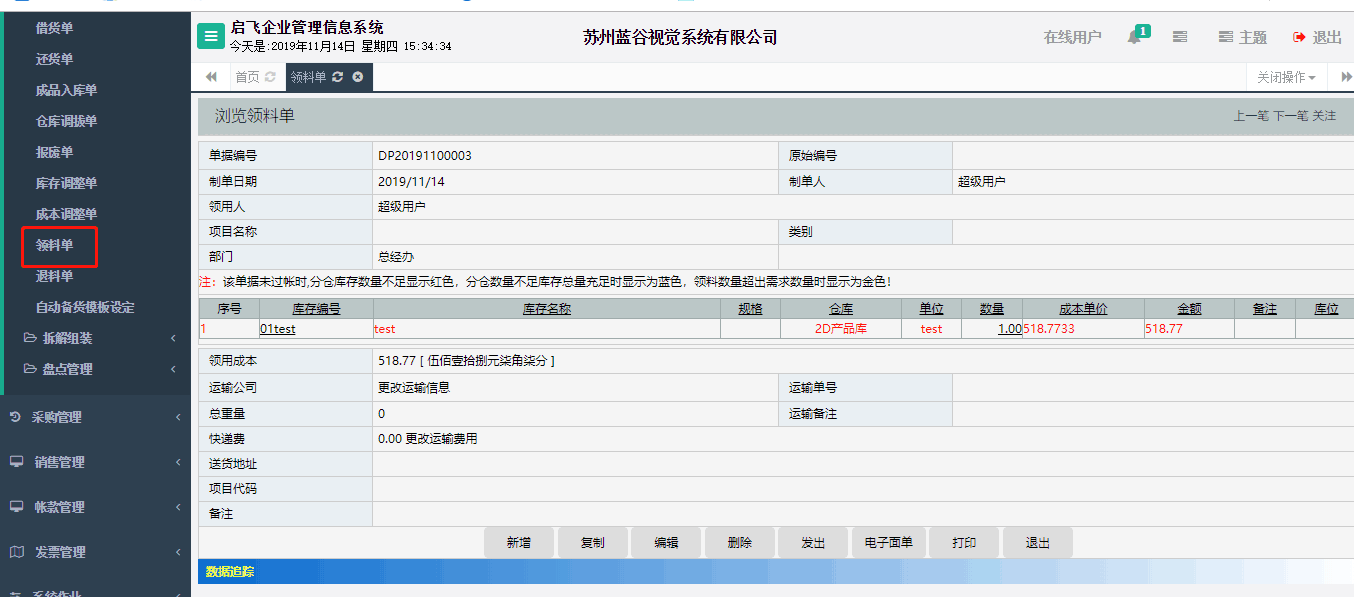 借货单
还货单
成品入库单
仓库调拔单
报废单
库存调整单
成本调整单
领料单
退料单
自动备货模板设定
拆解组装
盘点管理
采购管理
销售管理
帐款管理
发票管理
系统作业
启飞企业管理信息系统
今天是:2019年11月14日 星期四 15:34:34
苏州蓝谷视觉系统有限公司
在线用户 1 主题 退出
首页 领料单 关闭操作
浏览领料单 上一笔 下一笔 关注
单据编号 DP20191100003 原始编号
制单日期 2019/11/14 制单人 超级用户
领用人 超级用户
项目名称 类别
部门 总经办
注: 该单据未过帐时,分仓库存数量不足显示红色，分仓数量不足库存总量充足时显示为蓝色，领料数量超出需求数量时显示为金色!
序号 库存编号 库存名称 规格 仓库 单位 数量 成本单价 金额 备注 库位
1 01test test 2D产品库 test 1.00 518.7733 518.77
领用成本 518.77 [ 伍佰壹拾捌元柒角柒分 ]
运输公司 更改运输信息 运输单号
总重量 0 运输备注
快递费 0.00 更改运输费用
送货地址
项目代码
备注
新增 复制 编辑 删除 发出 电子面单 打印 退出
数据追踪